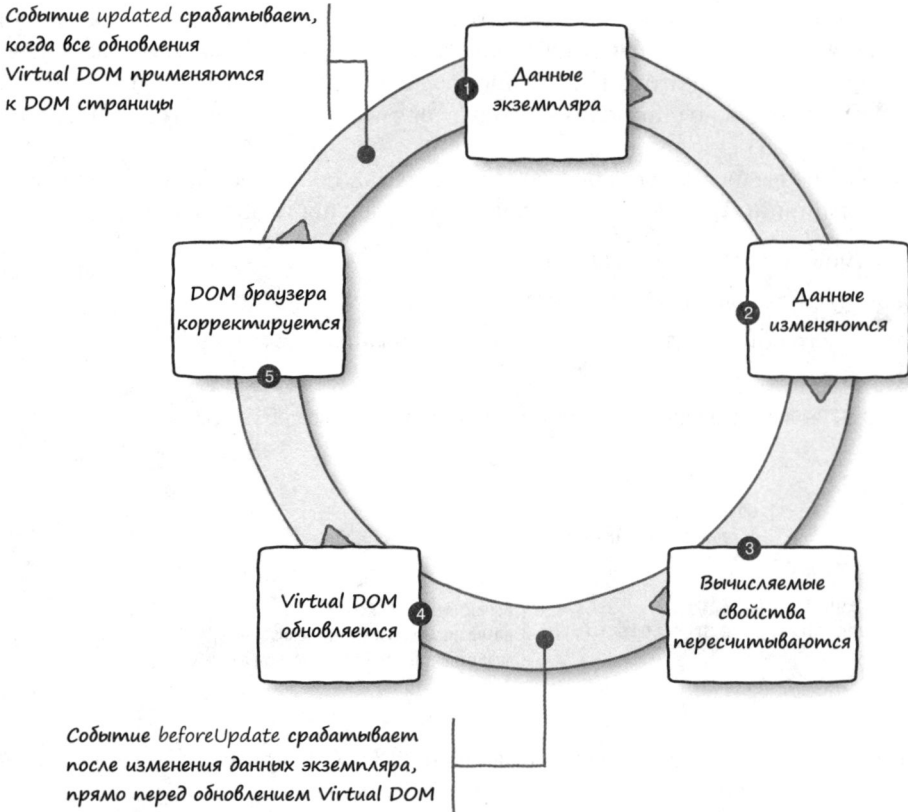 Событие updated срабатывает,
когда все обновления
Virtual DOM применяются
к DOM страницы
1
Данные
экземпляра
2
Данные
изменяются
3
Вычисляемые
свойства
пересчитываются
4
Virtual DOM
обновляется
5
DOM браузера
корректируется
Событие beforeUpdate срабатывает
после изменения данных экземпляра,
прямо перед обновлением Virtual DOM